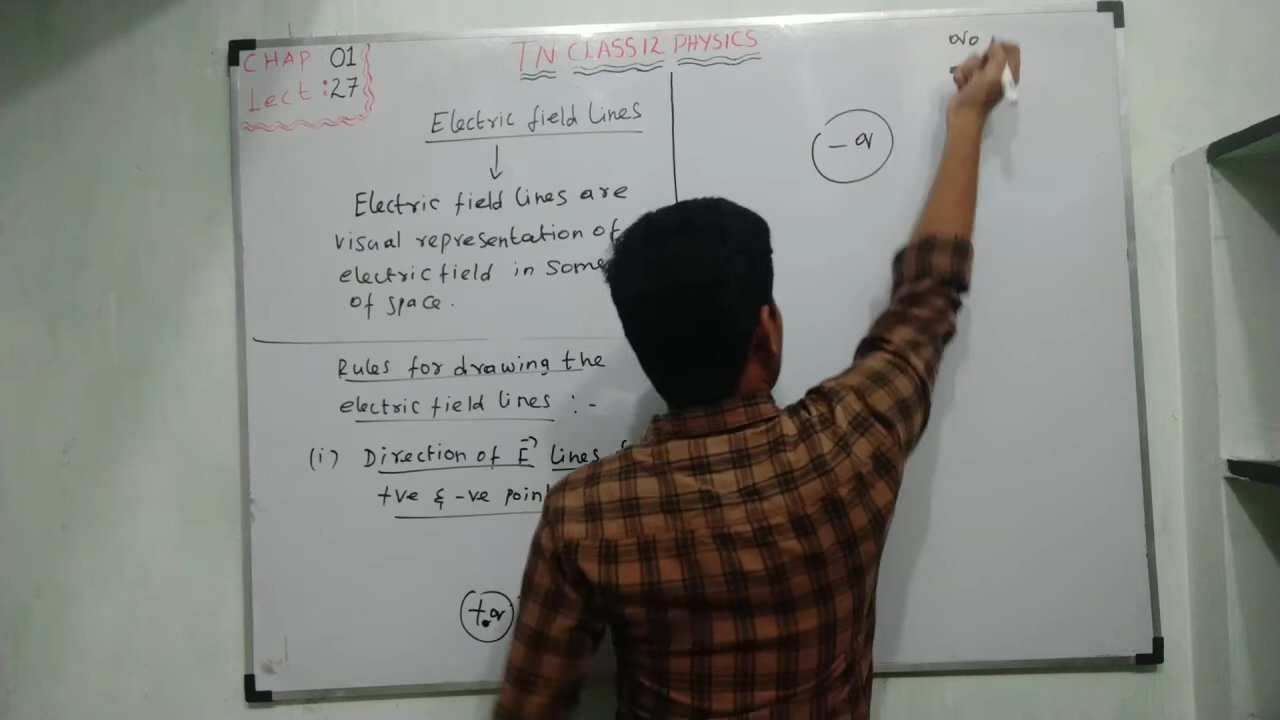 CHAP 01
Lect :27
TN CLASS 12 PHYSICS
Electric field Lines
Electric field lines are
visual representation of
electric field in some
of space.
Rules for drawing the
electric field lines :-
(i) Direction of E⃗ lines
+ve & -ve point
+q
-q